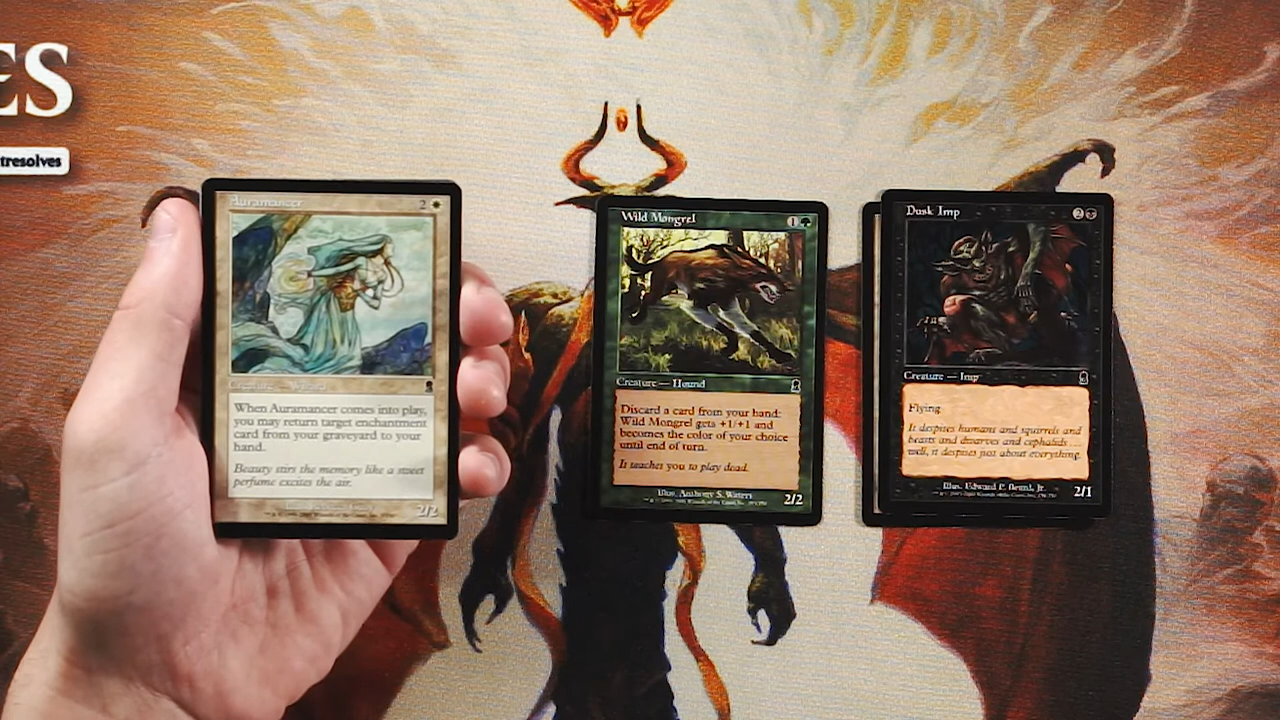 ES
tresolves
Auramancer 2
Creature — Wizard
When Auramancer comes into play,
you may return target enchantment
card from your graveyard to your
hand.
Beauty stirs the memory like a sweet
perfume excites the air.
2/2
Wild Mongrel 1
Creature — Hound
Discard a card from your hand:
Wild Mongrel gets +1/+1 and
becomes the color of your choice
until end of turn.
It teaches you to play dead.
Illus. Anthony S. Waters
2/2
Dusk Imp 2
Creature — Imp
Flying
It despises humans and squirrels and
beasts and dwarves and cephalids ...
well, it despises just about everything.
Illus. Edward P. Beard, Jr.
2/1